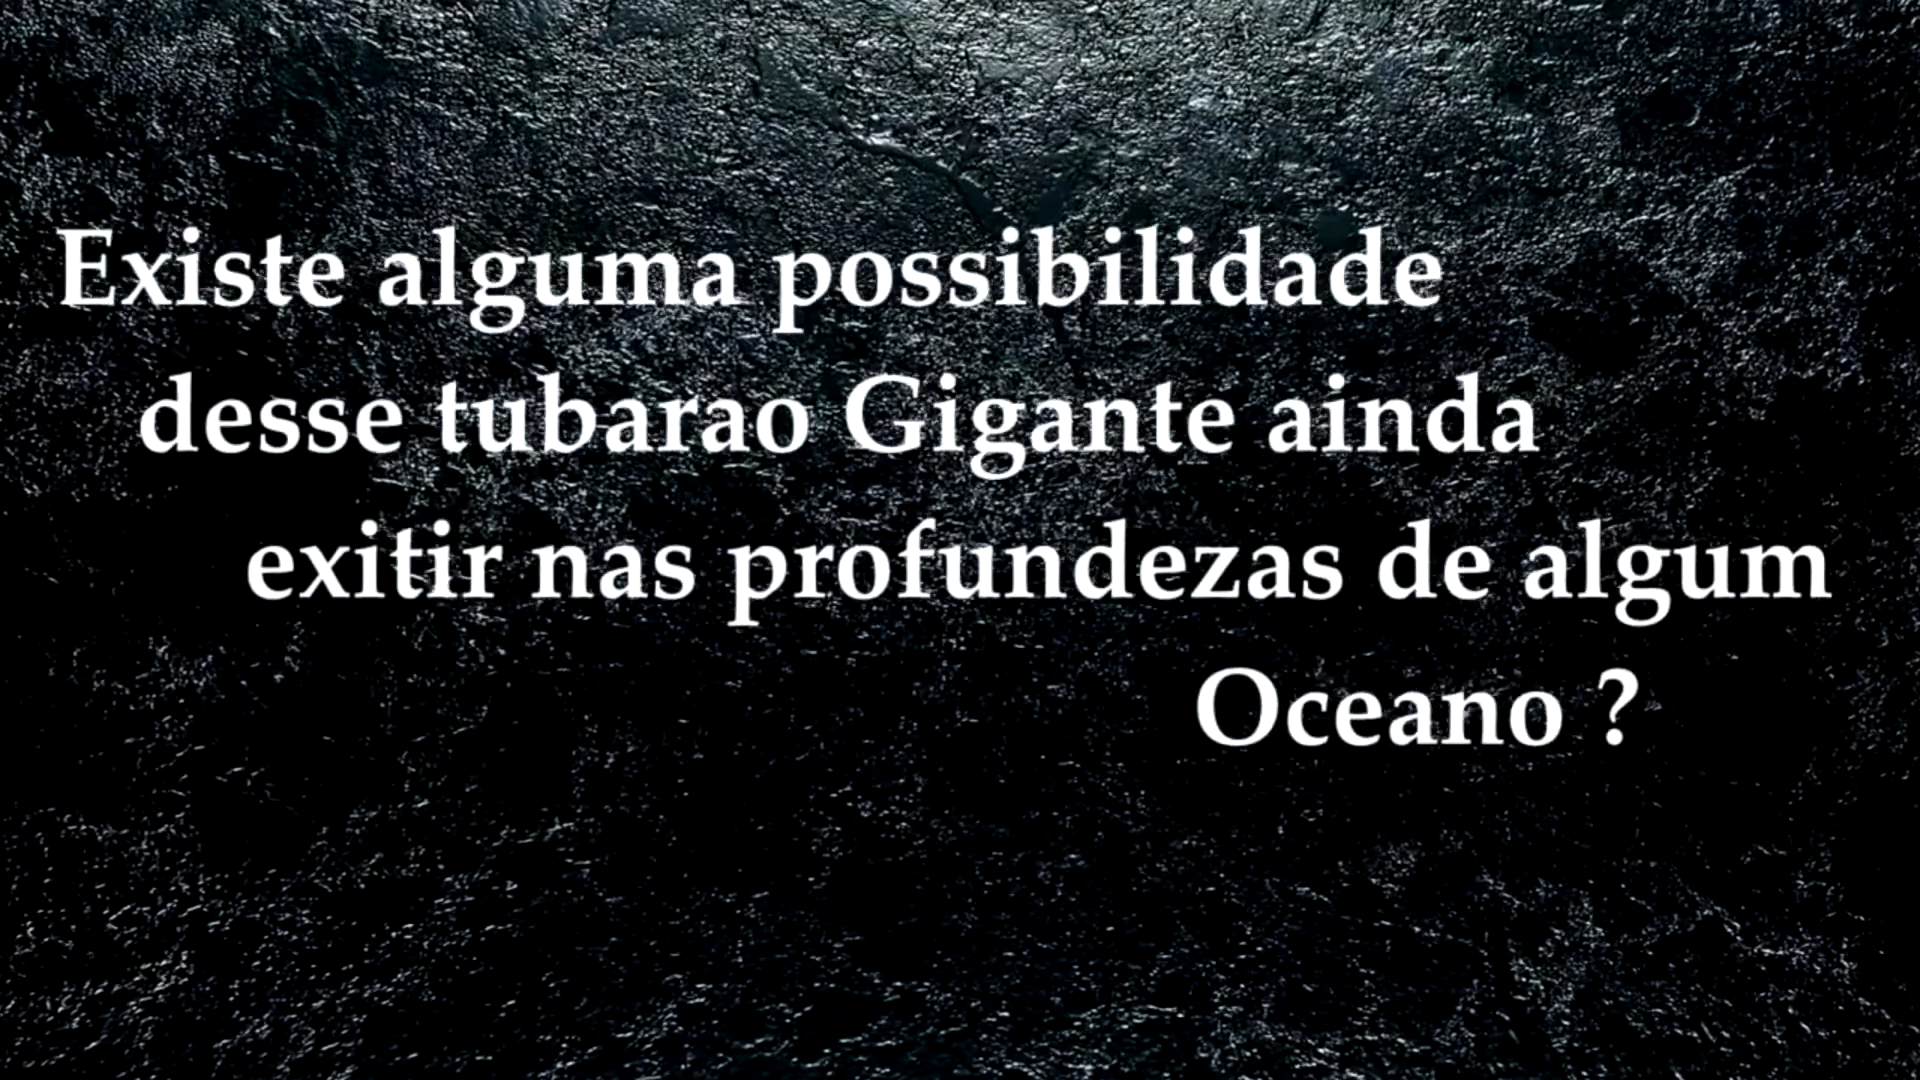 Existe alguma possibilidade
desse tubarao Gigante ainda
exitir nas profundezas de algum
Oceano ?